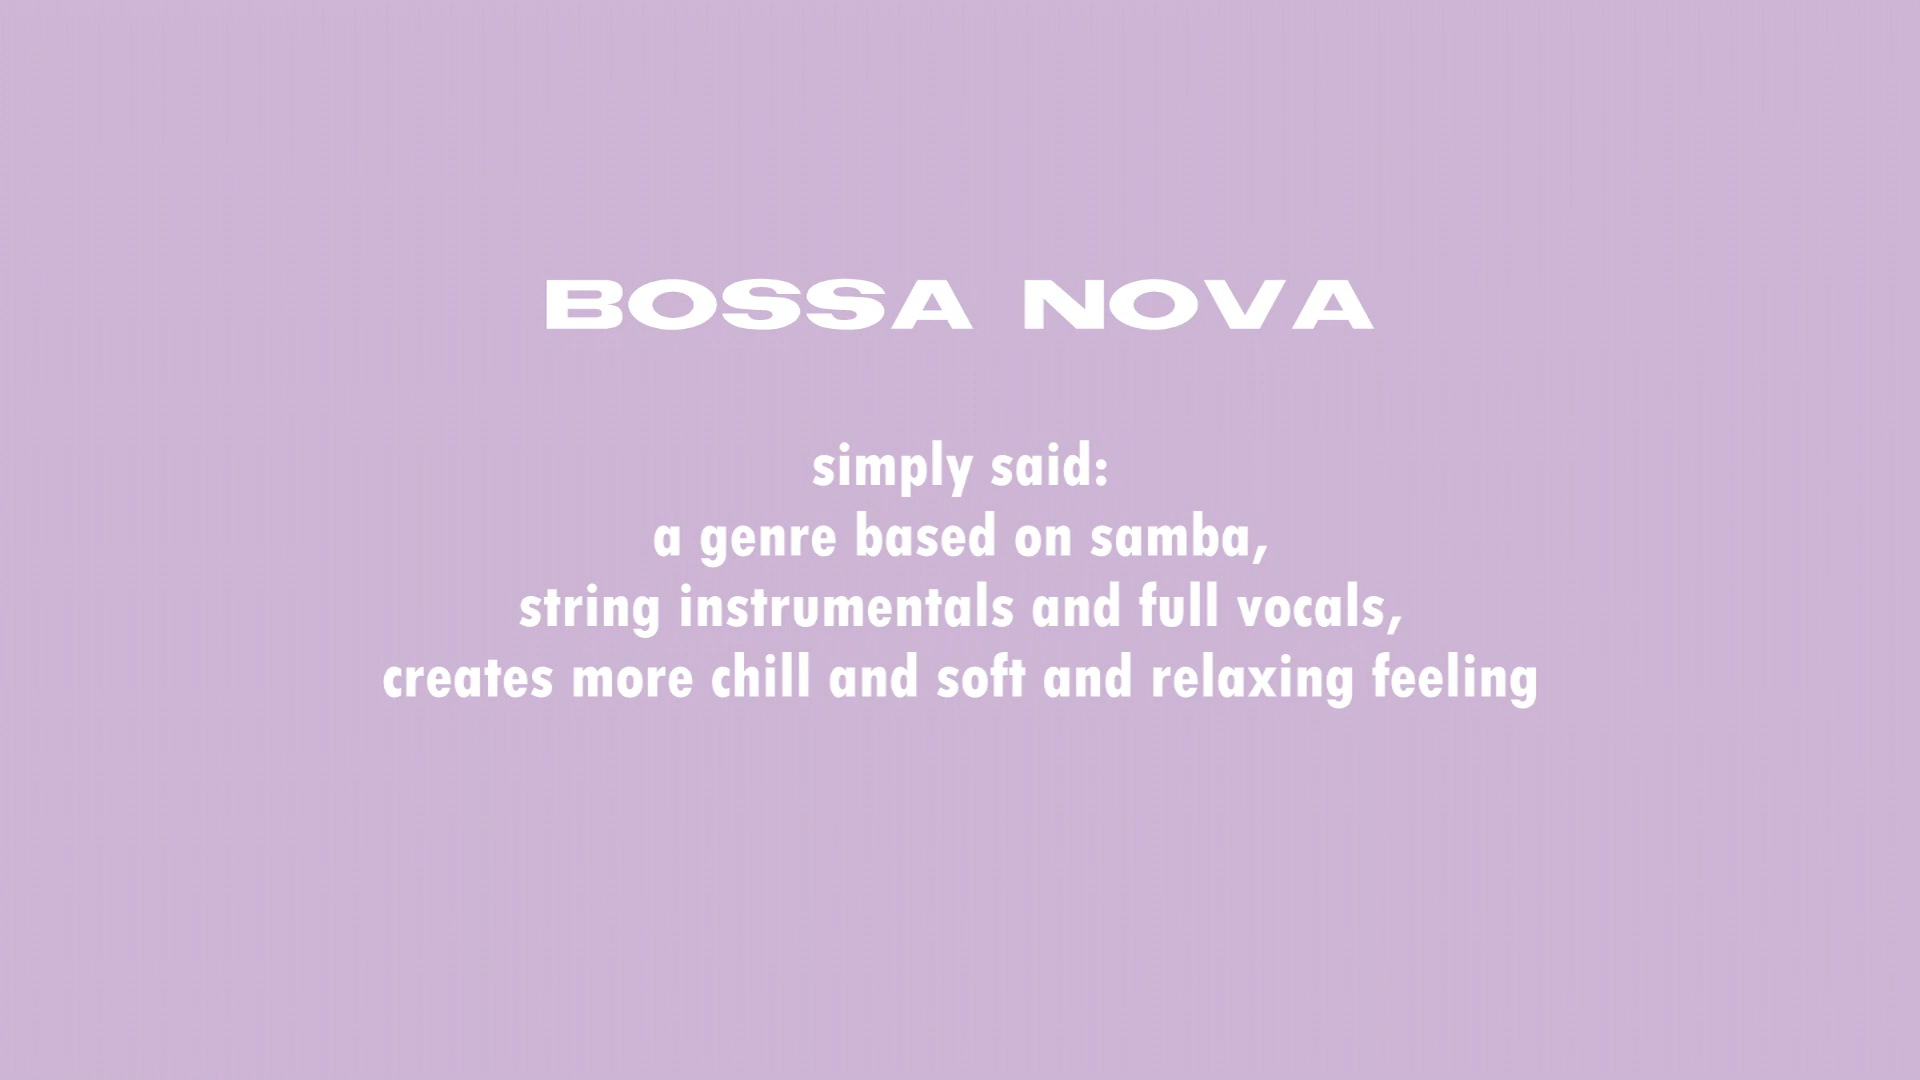 BOSSA NOVA
simply said:
a genre based on samba,
string instrumentals and full vocals,
creates more chill and soft and relaxing feeling